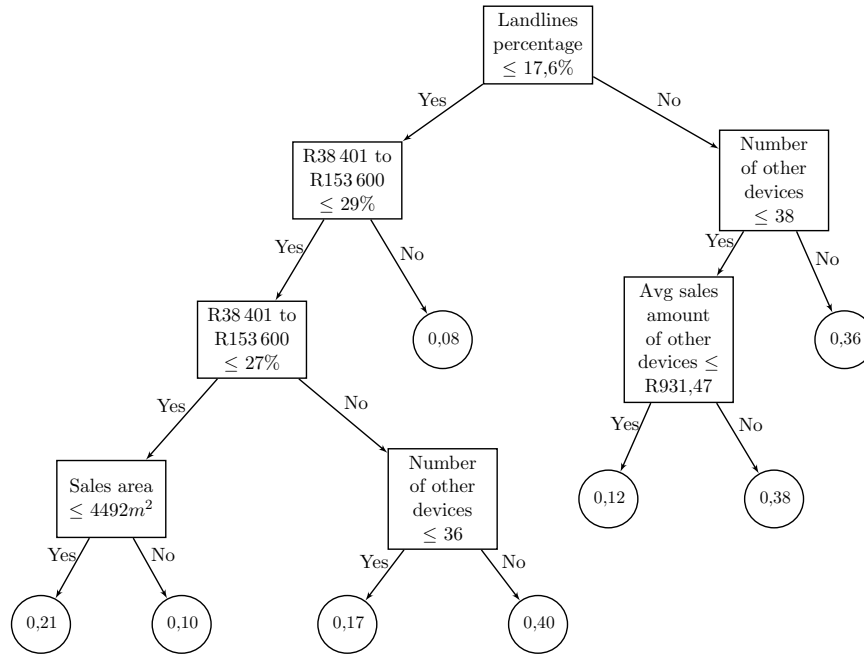 Landlines
percentage
≤ 17,6%
Yes
No
R38 401 to
R153 600
≤ 29%
Number
of other
devices
≤ 38
Yes
No
Yes
No
R38 401 to
R153 600
≤ 27%
0,08
Avg sales
amount
of other
devices ≤
R931,47
0,36
Yes
No
Yes
No
Sales area
≤ 4492m²
Number
of other
devices
≤ 36
0,12
0,38
Yes
No
Yes
No
0,21
0,10
0,17
0,40